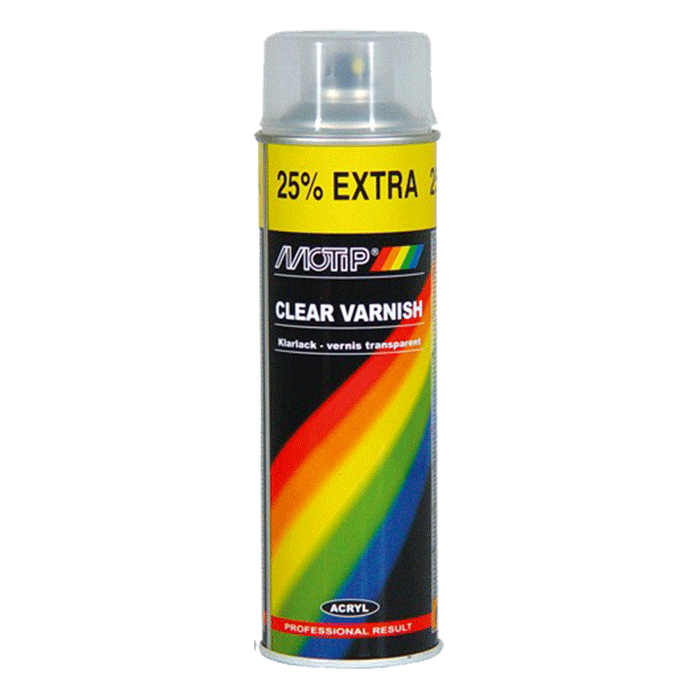 25% EXTRA
MOTIP®
CLEAR VARNISH
Klarlack - vernis transparent
ACRYL
PROFESSIONAL RESULT